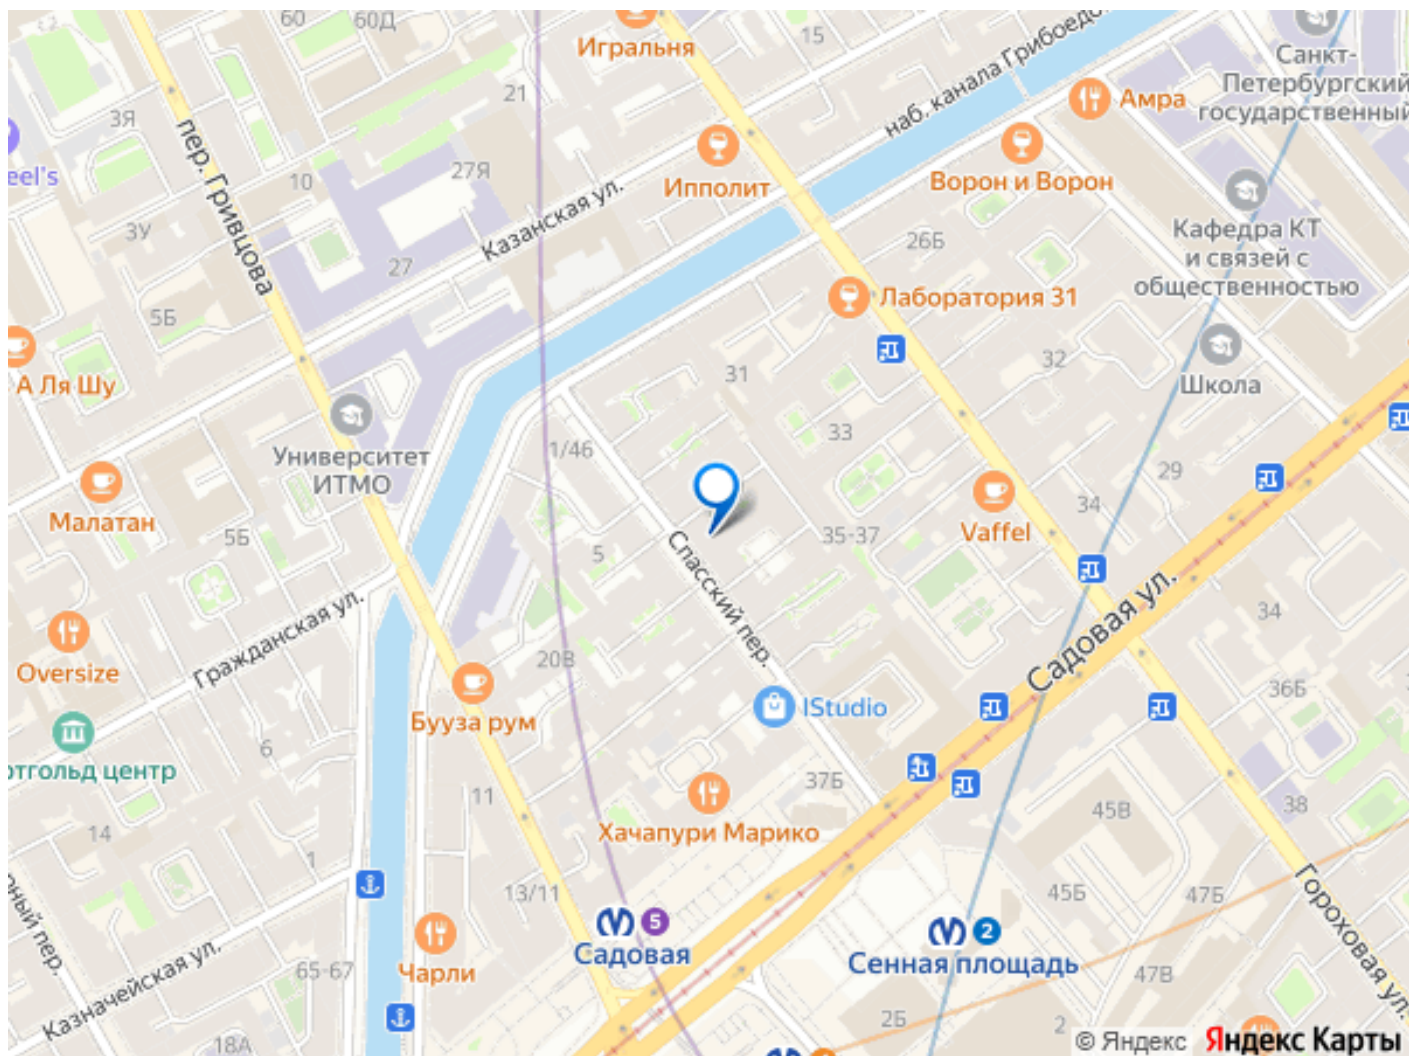 60
60Д
Игральня
15
Санкт-
Петербургский
государственный
21
наб. канала Грибоедо
Амра
3Я
пер. Гривцова
eel's
10
27Я
Ипполит
Ворон и Ворон
Казанская ул.
3У
26Б
Кафедра КТ
и связей с
общественностью
27
Лаборатория 31
5Б
А Ля Шу
31
32
Школа
33
Университет
ИТМО
1/46
29
Малатан
34
5Б
5
Спасский пер.
35-37
Vaffel
Садовая ул.
Гражданская ул.
34
Oversize
20В
36Б
IStudio
Бууза рум
6
отгольд центр
37Б
11
45В
38
14
Хачапури Марико
1
13/11
45Б
47Б
Гороховая ул.
рный пер.
5
Садовая
2
Сенная площадь
65-67
Чарли
47В
Казначейская ул.
18А
2Б
2
© Яндекс Яндекс Карты